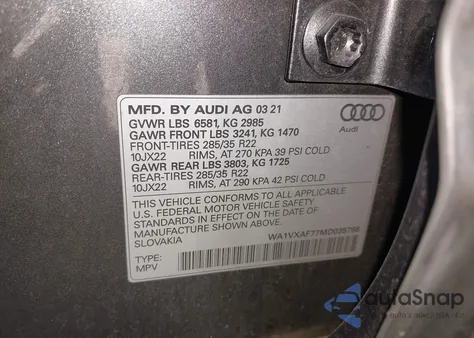 MFD. BY AUDI AG 03 21
GVWR LBS 6581, KG 2985
GAWR FRONT LBS 3241, KG 1470
FRONT-TIRES 285/35 R22
10JX22 RIMS, AT 270 KPA 39 PSI COLD
GAWR REAR LBS 3803, KG 1725
REAR-TIRES 285/35 R22
10JX22 RIMS, AT 290 KPA 42 PSI COLD
Audi
THIS VEHICLE CONFORMS TO ALL APPLICABLE
U.S. FEDERAL MOTOR VEHICLE SAFETY
STANDARDS IN EFFECT ON THE DATE OF
MANUFACTURE SHOWN ABOVE.
SLOVAKIA
TYPE:
MPV
autoSnap